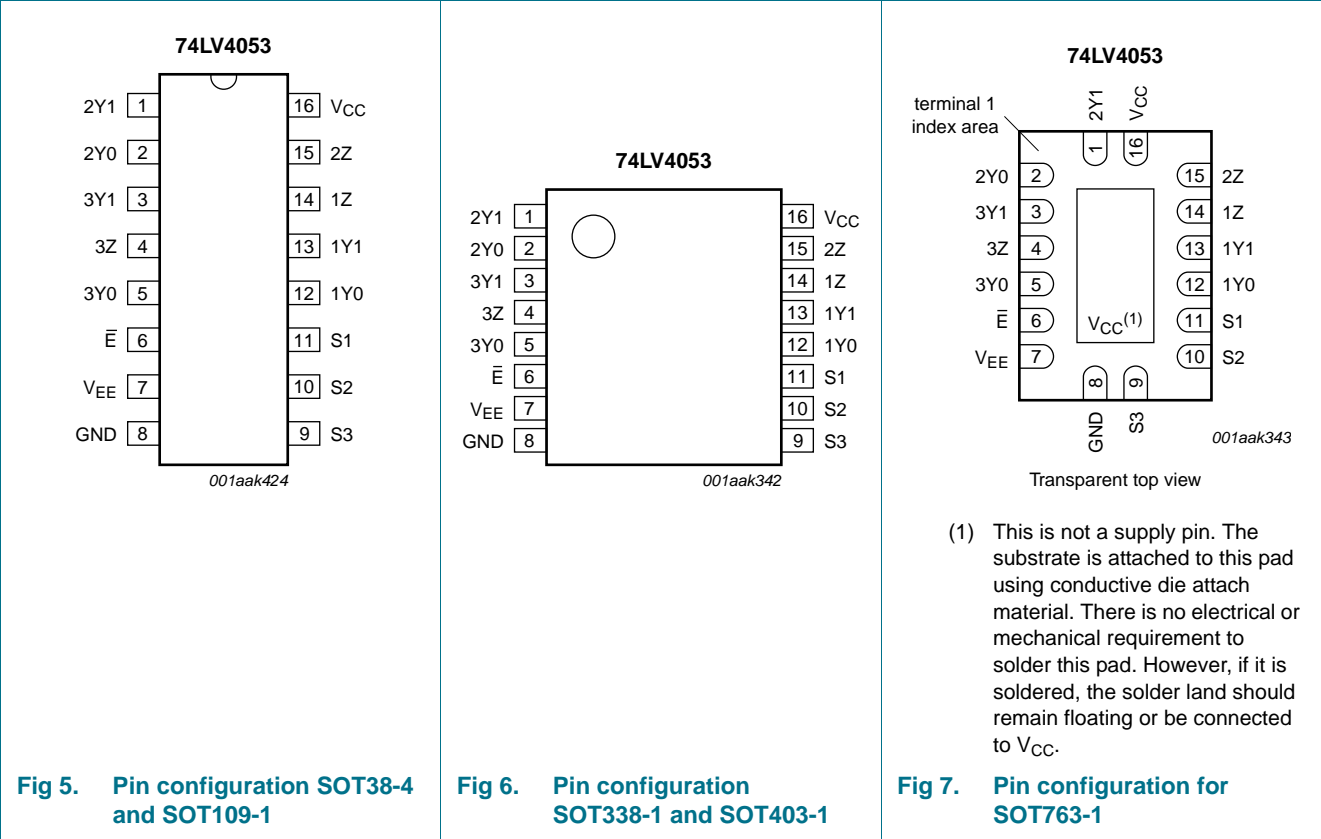 74LV4053
2Y1 1 16 VCC
2Y0 2 15 2Z
3Y1 3 14 1Z
3Z 4 13 1Y1
3Y0 5 12 1Y0
E̅ 6 11 S1
VEE 7 10 S2
GND 8 9 S3
001aak424
Fig 5. Pin configuration SOT38-4
and SOT109-1
74LV4053
2Y1 1 16 VCC
2Y0 2 15 2Z
3Y1 3 14 1Z
3Z 4 13 1Y1
3Y0 5 12 1Y0
E̅ 6 11 S1
VEE 7 10 S2
GND 8 9 S3
001aak342
Fig 6. Pin configuration
SOT338-1 and SOT403-1
74LV4053
terminal 1
index area
2Y1 VCC
1 16
2Y0 2 15 2Z
3Y1 3 14 1Z
3Z 4 13 1Y1
3Y0 5 12 1Y0
E̅ 6 VCC(1) 11 S1
VEE 7 10 S2
8 9
GND S3
001aak343
Transparent top view
(1) This is not a supply pin. The
substrate is attached to this pad
using conductive die attach
material. There is no electrical or
mechanical requirement to
solder this pad. However, if it is
soldered, the solder land should
remain floating or be connected
to VCC.
Fig 7. Pin configuration for
SOT763-1